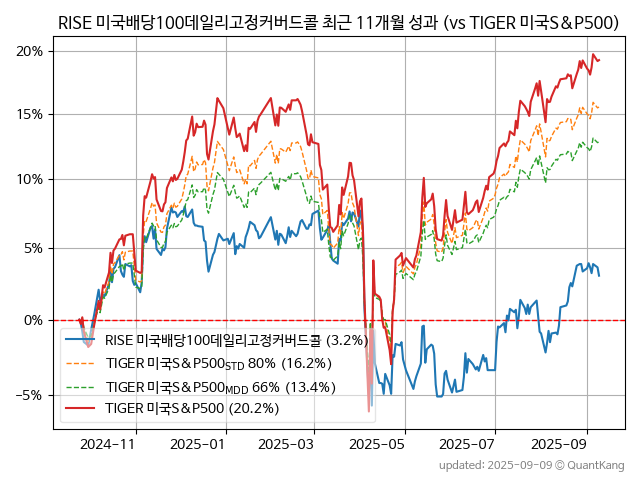 RISE 미국배당100데일리고정커버드콜 최근 11개월 성과 (vs TIGER 미국S&P500)
20%
15%
10%
5%
0%
−5%
RISE 미국배당100데일리고정커버드콜 (3.2%)
TIGER 미국S&P500STD 80% (16.2%)
TIGER 미국S&P500MDD 66% (13.4%)
TIGER 미국S&P500 (20.2%)
2024-11 2025-01 2025-03 2025-05 2025-07 2025-09
updated: 2025-09-09 © QuantKang